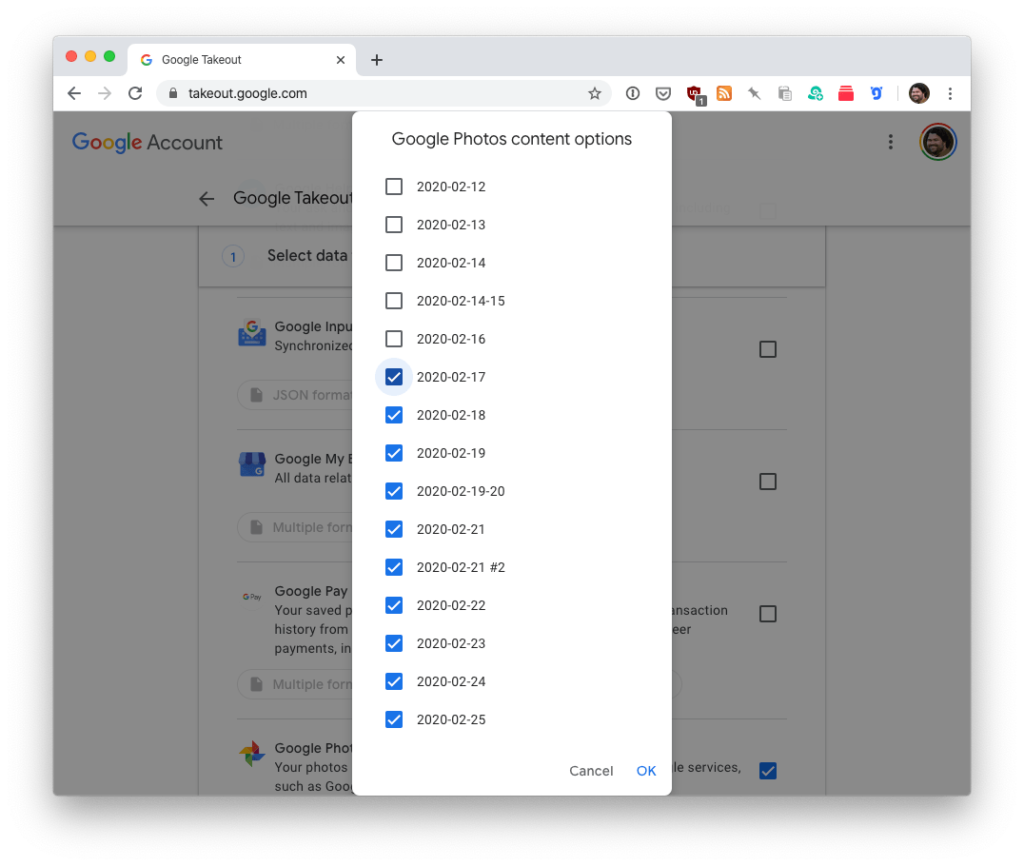 Google Takeout
takeout.google.com
1
Google Account
Google Photos content options
Google Takeout
1 Select data
2020-02-12
2020-02-13
2020-02-14
2020-02-14-15
2020-02-16
2020-02-17
2020-02-18
2020-02-19
2020-02-19-20
2020-02-21
2020-02-21 #2
2020-02-22
2020-02-23
2020-02-24
2020-02-25
Cancel OK
Google Inpu
Synchronized
JSON forma
Google My B
All data relat
Multiple form
G Pay
Google Pay
Your saved p ansaction
history from eer
payments, in
Multiple form
Google Phot
Your photos le services,
such as Goo